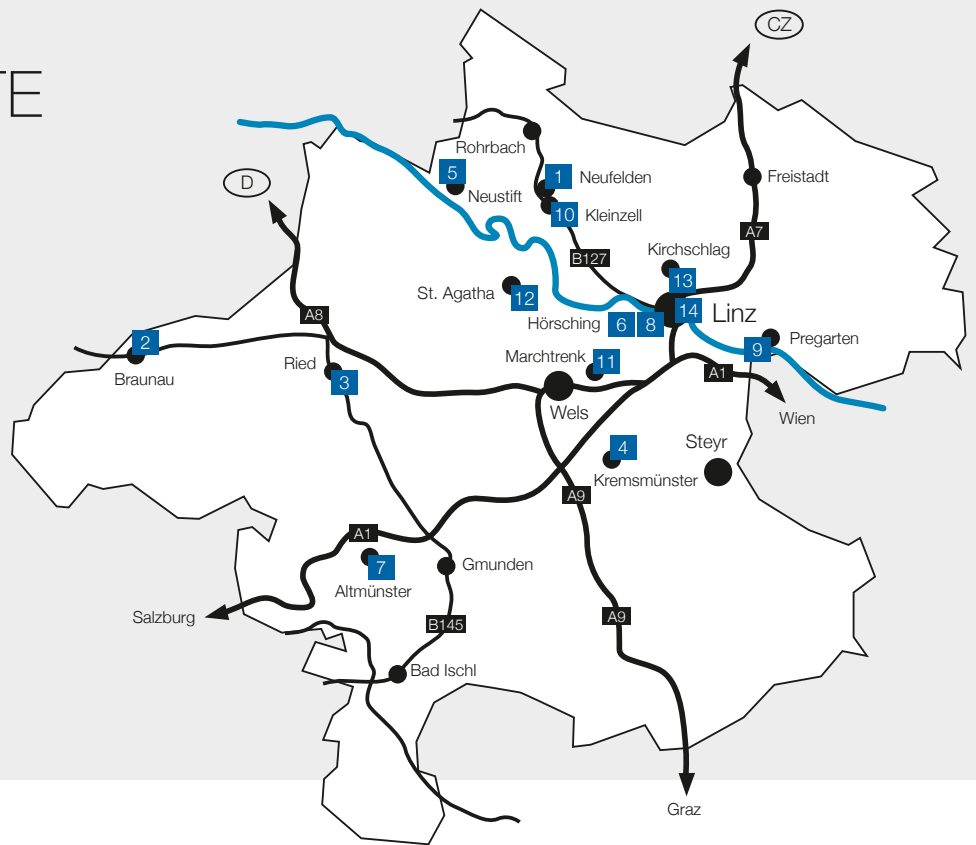 CZ
TE
Rohrbach
5
1
Neufelden
Freistadt
D
Neustift
10
Kleinzell
A7
Kirchschlag
B127
13
St. Agatha
12
A8
Hörsching
6
8
14
Linz
2
Pregarten
9
Marchtrenk
11
Ried
3
Braunau
A1
Wels
Wien
Steyr
4
Kremsmünster
A9
A1
7
Gmunden
Altmünster
Salzburg
B145
A9
Bad Ischl
Graz